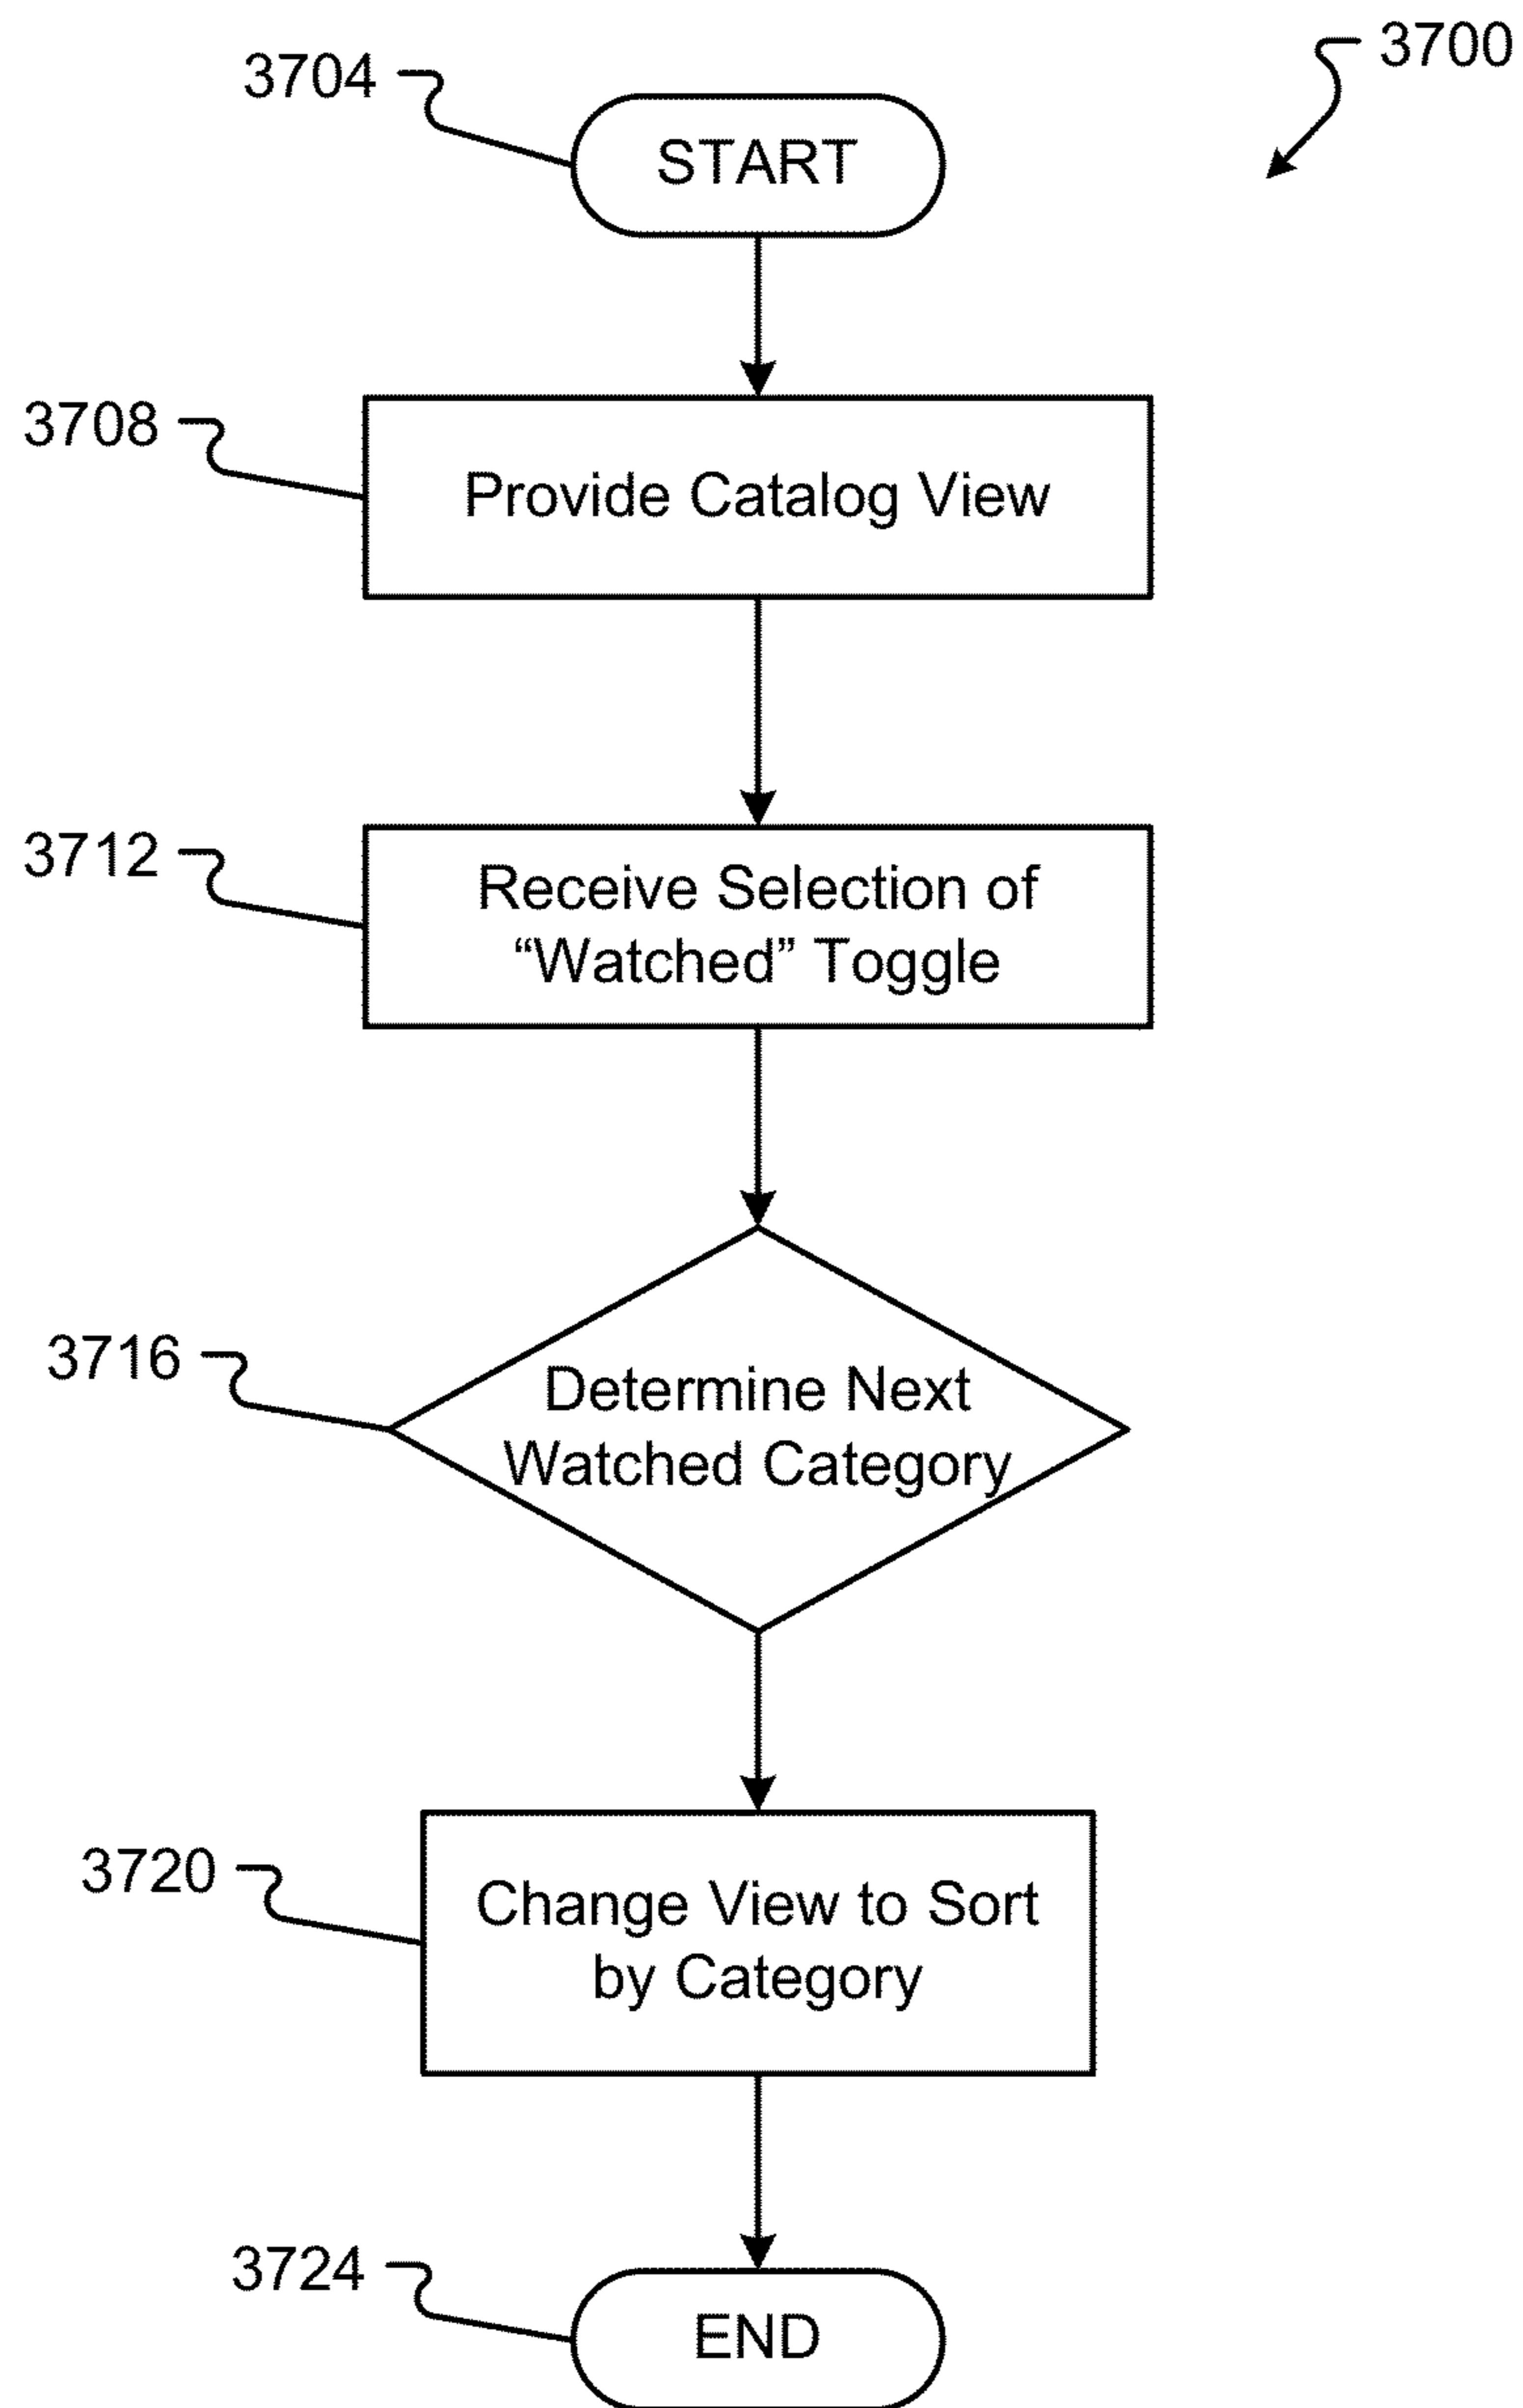 3700
3704
START
3708
Provide Catalog View
3712
Receive Selection of
“Watched” Toggle
3716
Determine Next
Watched Category
3720
Change View to Sort
by Category
3724
END